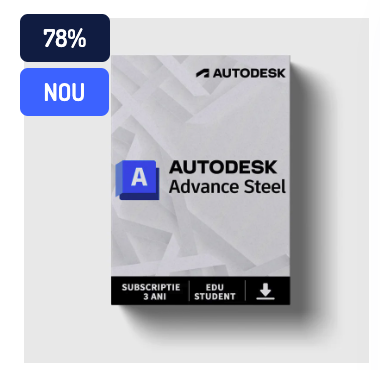 78%
NOU
AUTODESK
A
AUTODESK
Advance Steel
SUBSCRIPTIE
3 ANI
EDU
STUDENT